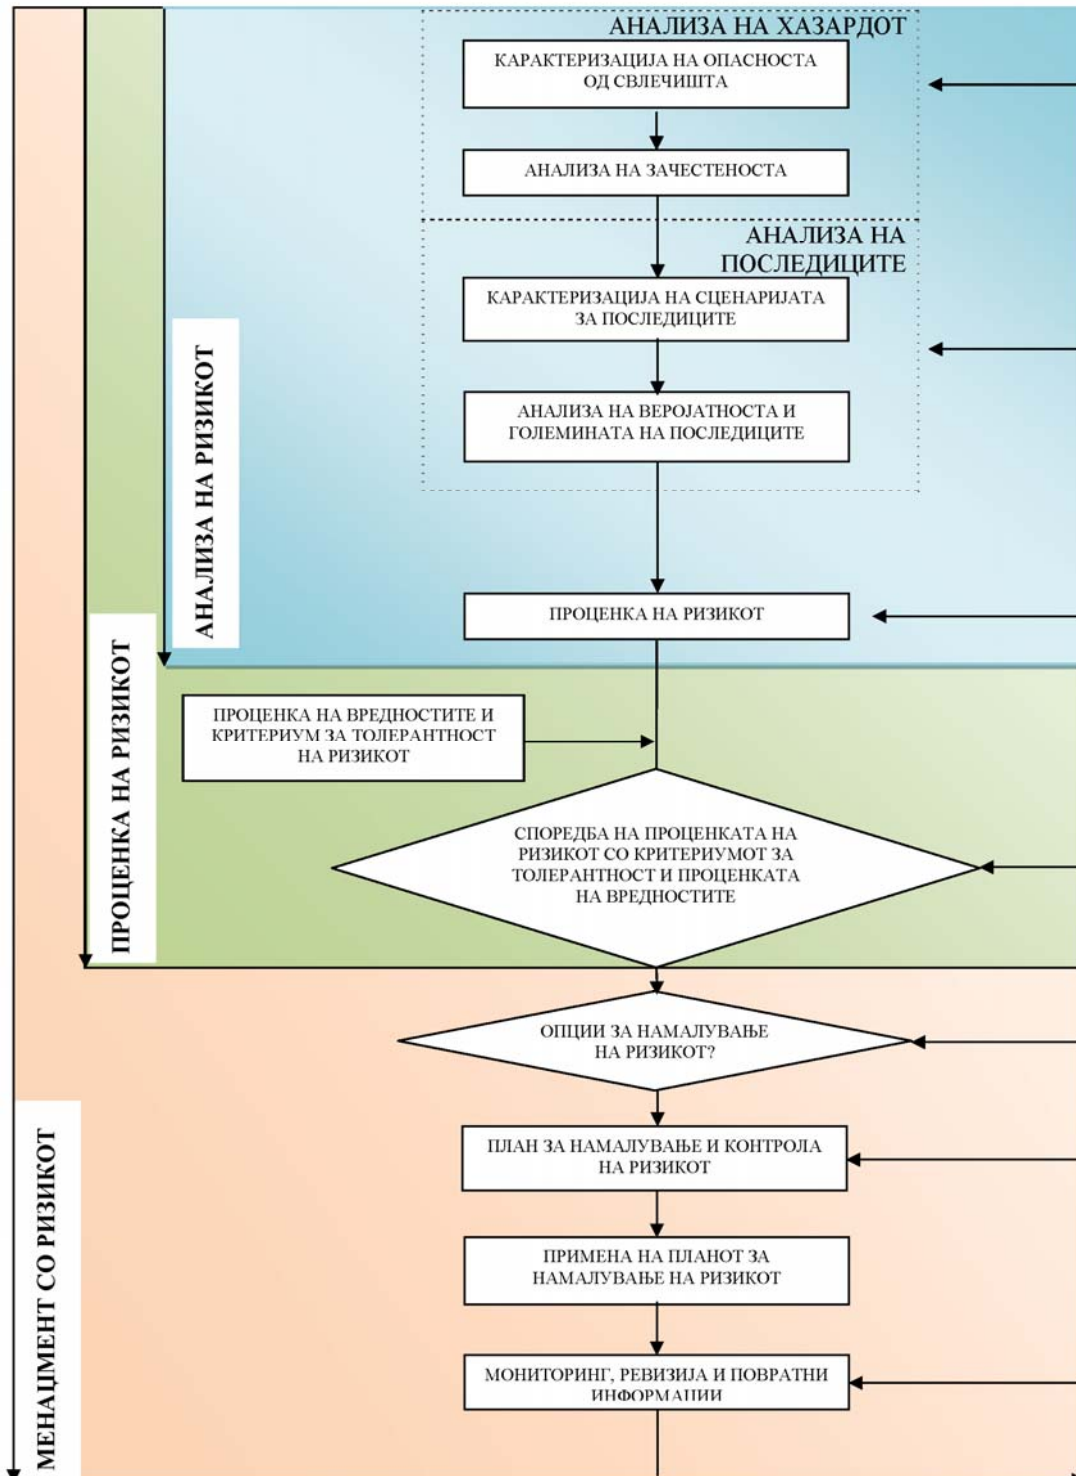 АНАЛИЗА НА ХАЗАРДОТ
КАРАКТЕРИЗАЦИЈА НА ОПАСНОСТА
ОД СВЛЕЧИШТА
АНАЛИЗА НА ЗАЧЕСТЕНОСТА
АНАЛИЗА НА
ПОСЛЕДИЦИТЕ
КАРАКТЕРИЗАЦИЈА НА СЦЕНАРИЈАТА
ЗА ПОСЛЕДИЦИТЕ
АНАЛИЗА НА ВЕРОЈАТНОСТА И
ГОЛЕМИНАТА НА ПОСЛЕДИЦИТЕ
АНАЛИЗА НА РИЗИКОТ
ПРОЦЕНКА НА РИЗИКОТ
ПРОЦЕНКА НА РИЗИКОТ
ПРОЦЕНКА НА ВРЕДНОСТИТЕ И
КРИТЕРИУМ ЗА ТОЛЕРАНТНОСТ
НА РИЗИКОТ
СПОРЕДБА НА ПРОЦЕНКАТА НА
РИЗИКОТ СО КРИТЕРИУМОТ ЗА
ТОЛЕРАНТНОСТ И ПРОЦЕНКАТА
НА ВРЕДНОСТИТЕ
ОПЦИИ ЗА НАМАЛУВАЊЕ
НА РИЗИКОТ?
МЕНАЏМЕНТ СО РИЗИКОТ
ПЛАН ЗА НАМАЛУВАЊЕ И КОНТРОЛА
НА РИЗИКОТ
ПРИМЕНА НА ПЛАНОТ ЗА
НАМАЛУВАЊЕ НА РИЗИКОТ
МОНИТОРИНГ, РЕВИЗИЈА И ПОВРАТНИ
ИНФОРМАЦИИ